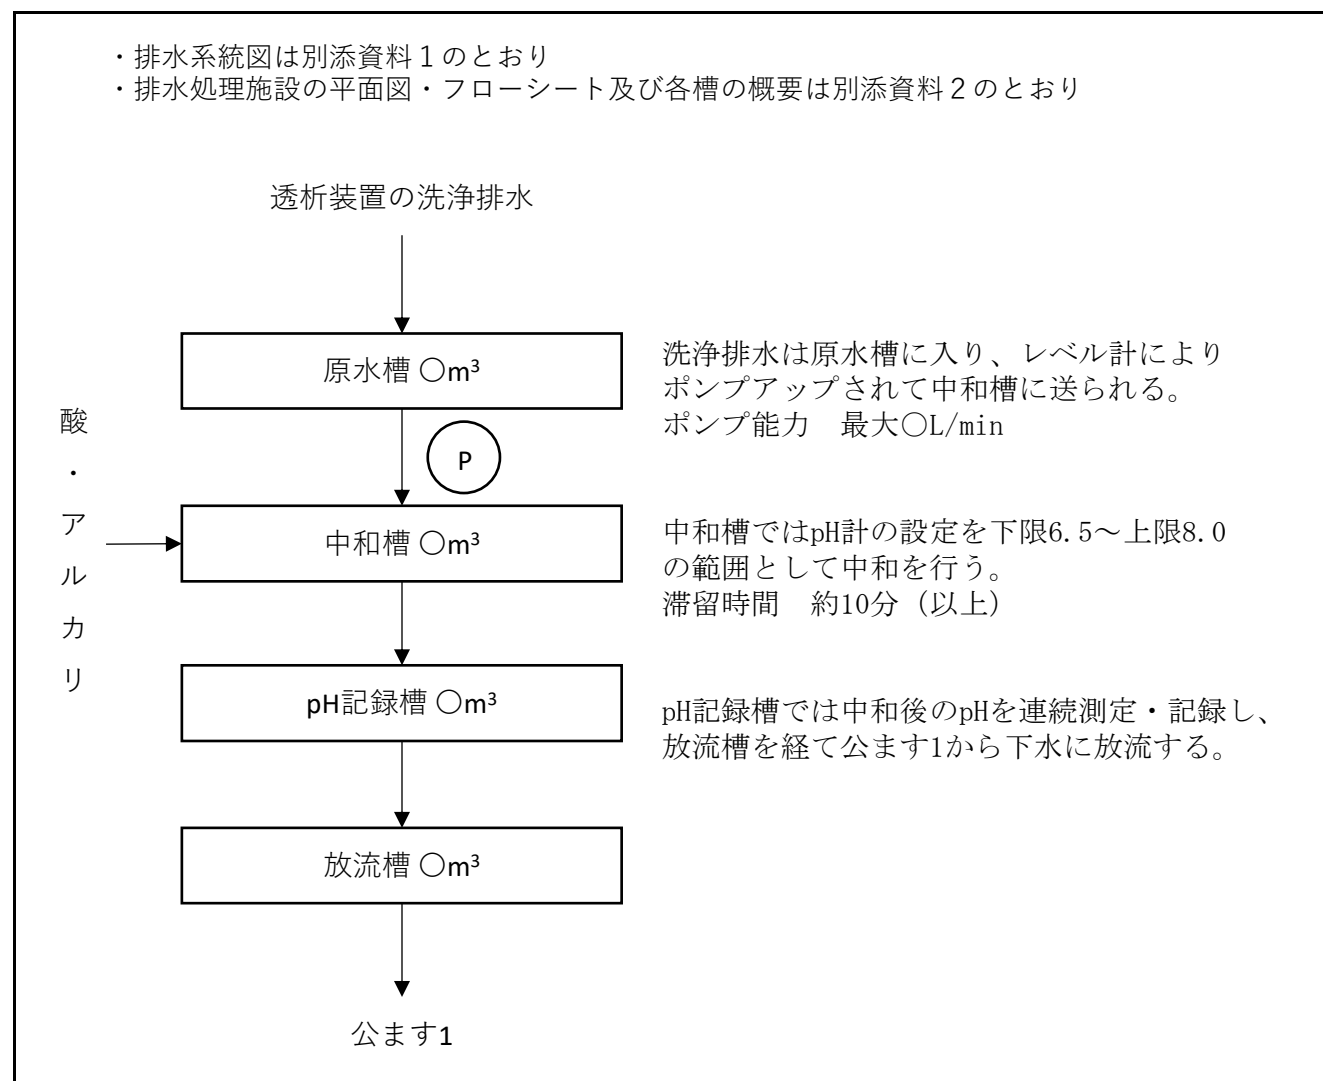 ・排水系統図は別添資料１のとおり
・排水処理施設の平面図・フローシート及び各槽の概要は別添資料２のとおり
透析装置の洗浄排水
原水槽 〇m³
洗浄排水は原水槽に入り、レベル計により
ポンプアップされて中和槽に送られる。
ポンプ能力　最大〇L/min
P
酸・アルカリ
中和槽 〇m³
中和槽ではpH計の設定を下限6.5～上限8.0
の範囲として中和を行う。
滞留時間　約10分（以上）
pH記録槽 〇m³
pH記録槽では中和後のpHを連続測定・記録し、
放流槽を経て公ます1から下水に放流する。
放流槽 〇m³
公ます1